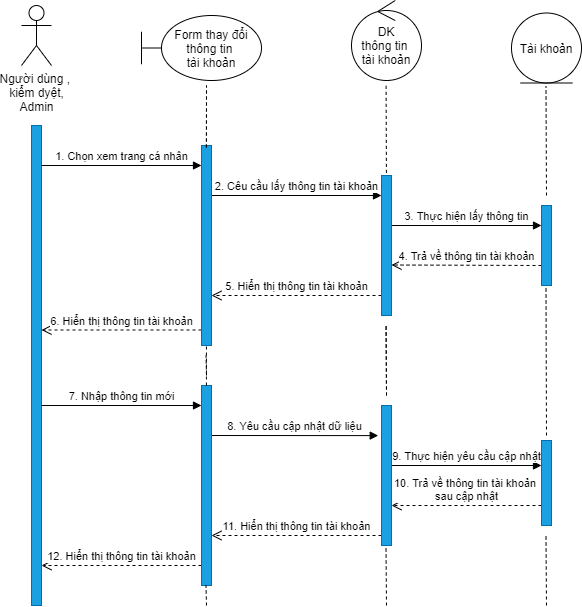 Người dùng ,
kiểm dyệt,
Admin
Form thay đổi
thông tin
tài khoản
DK
thông tin
tài khoản
Tài khoản
1. Chọn xem trang cá nhân
2. Cêu cầu lấy thông tin tài khoản
3. Thực hiện lấy thông tin
4. Trả về thông tin tài khoản
5. Hiển thị thông tin tài khoản
6. Hiển thị thông tin tài khoản
7. Nhập thông tin mới
8. Yêu cầu cập nhật dữ liệu
9. Thực hiện yêu cầu cập nhật
10. Trả về thông tin tài khoản
sau cập nhật
11. Hiển thị thông tin tài khoản
12. Hiển thị thông tin tài khoản